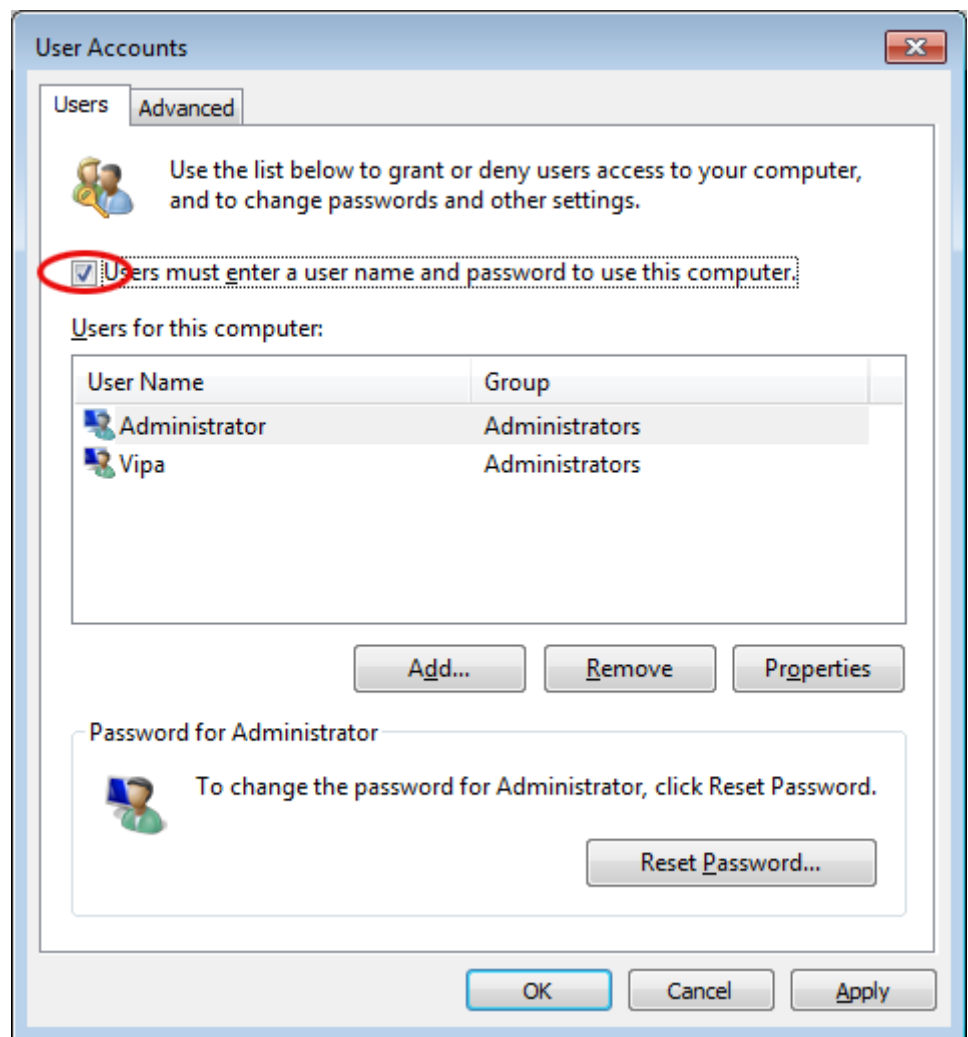 User Accounts
Users
Advanced
Use the list below to grant or deny users access to your computer,
and to change passwords and other settings.
Users must enter a user name and password to use this computer.
Users for this computer:
User Name Group
Administrator Administrators
Vipa Administrators
Add... Remove Properties
Password for Administrator
To change the password for Administrator, click Reset Password.
Reset Password...
OK Cancel Apply